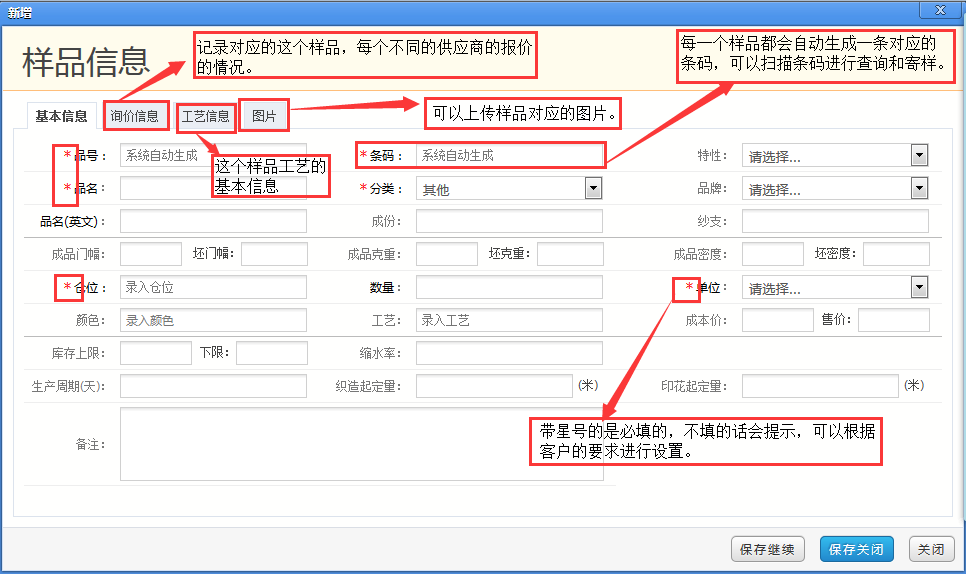 新增
X
样品信息
记录对应的这个样品，每个不同的供应商的报价
的情况。
每一个样品都会自动生成一条对应的
条码，可以扫描条码进行查询和寄样。
基本信息 询价信息 工艺信息 图片
可以上传样品对应的图片。
*品号： 系统自动生成 *条码： 系统自动生成 特性： 请选择...
这个样品工艺的
基本信息
*品名： *分类： 其他 品牌： 请选择...
品名(英文)： 成份： 纱支：
成品门幅： 坯门幅： 成品克重： 坯克重： 成品密度： 坯密度：
*仓位： 录入仓位 数量： *单位： 请选择...
颜色： 录入颜色 工艺： 录入工艺 成本价： 售价：
库存上限： 下限： 缩水率：
生产周期(天)： 织造起定量： (米) 印花起定量： (米)
带星号的是必填的，不填的话会提示，可以根据
客户的要求进行设置。
备注：
保存继续 保存关闭 关闭